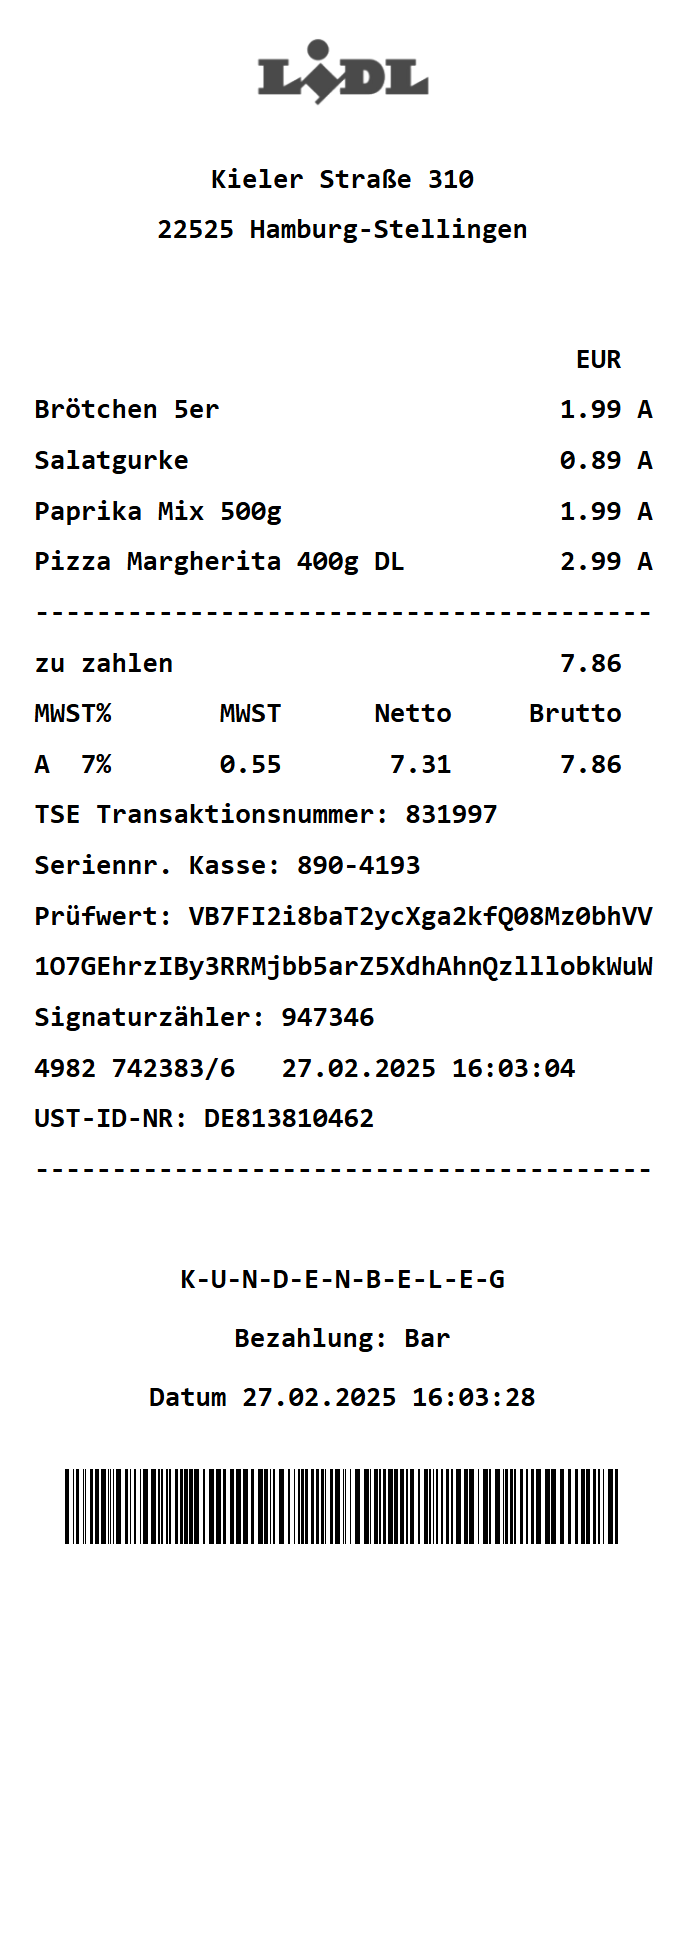 LIDL
Kieler Straße 310
22525 Hamburg-Stellingen
EUR
Brötchen 5er 1.99 A
Salatgurke 0.89 A
Paprika Mix 500g 1.99 A
Pizza Margherita 400g DL 2.99 A
----------------------------------------
zu zahlen 7.86
MWST% MWST Netto Brutto
A 7% 0.55 7.31 7.86
TSE Transaktionsnummer: 831997
Seriennr. Kasse: 890-4193
Prüfwert: VB7FI2i8baT2ycXga2kfQ08Mz0bhVV
1O7GEhrzIBy3RRMjbb5arZ5XdhAhnQzlllobkWuW
Signaturzähler: 947346
4982 742383/6 27.02.2025 16:03:04
UST-ID-NR: DE813810462
----------------------------------------
K-U-N-D-E-N-B-E-L-E-G
Bezahlung: Bar
Datum 27.02.2025 16:03:28